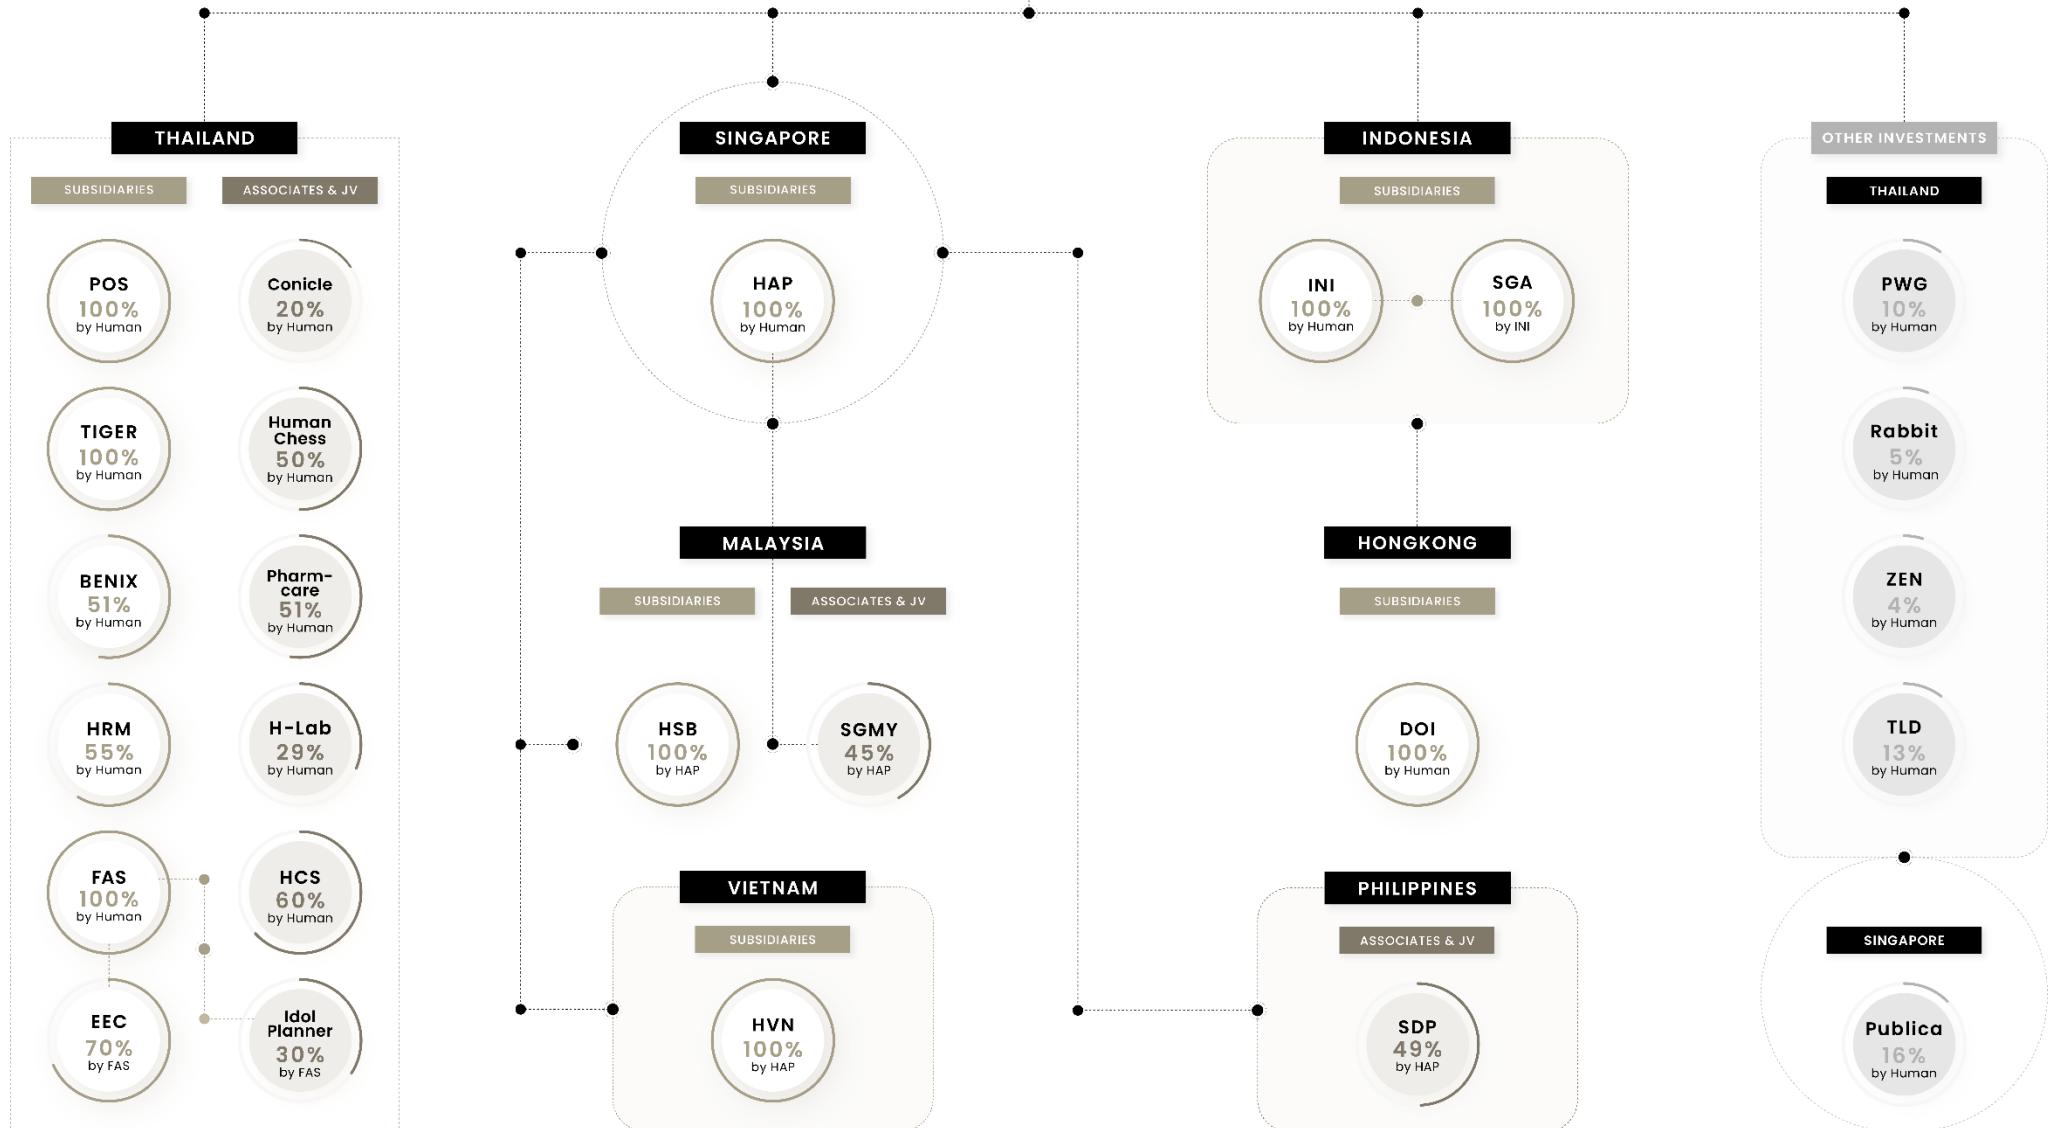 THAILAND
SUBSIDIARIES
ASSOCIATES & JV
POS
100%
by Human
Conicle
20%
by Human
TIGER
100%
by Human
Human
Chess
50%
by Human
BENIX
51%
by Human
Pharm-
care
51%
by Human
HRM
55%
by Human
H-Lab
29%
by Human
FAS
100%
by Human
HCS
60%
by Human
EEC
70%
by FAS
Idol
Planner
30%
by FAS
SINGAPORE
SUBSIDIARIES
HAP
100%
by Human
MALAYSIA
SUBSIDIARIES
ASSOCIATES & JV
HSB
100%
by HAP
SGMY
45%
by HAP
VIETNAM
SUBSIDIARIES
HVN
100%
by HAP
INDONESIA
SUBSIDIARIES
INI
100%
by Human
SGA
100%
by INI
HONGKONG
SUBSIDIARIES
DOI
100%
by Human
PHILIPPINES
ASSOCIATES & JV
SDP
49%
by HAP
OTHER INVESTMENTS
THAILAND
PWG
10%
by Human
Rabbit
5%
by Human
ZEN
4%
by Human
TLD
13%
by Human
SINGAPORE
Publica
16%
by Human